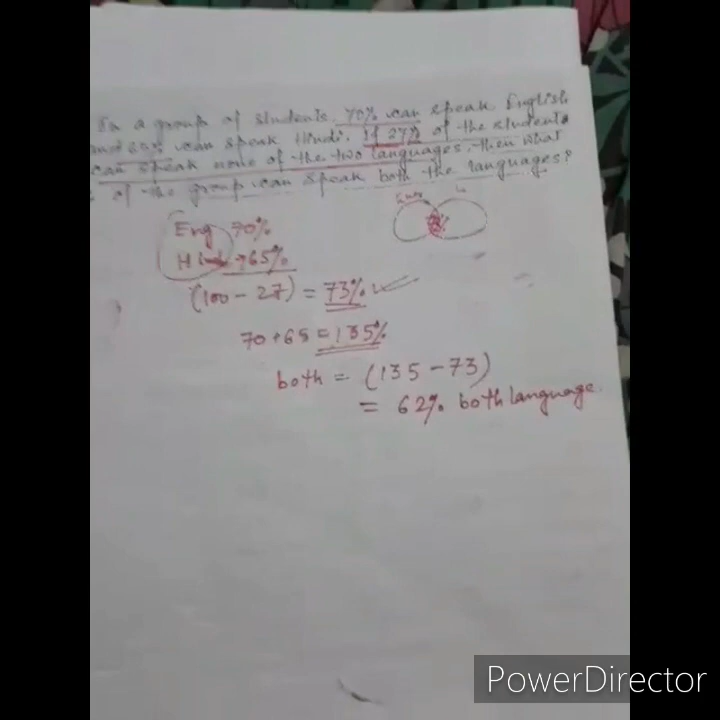 In a group of students 70% can speak English
and 65% can speak Hindi. If 27% of the students
can speak none of the two languages, then what
of the group can speak both the languages?
Eng 70%
65%
(100 - 27) = 73%
70 + 65 = 135%
both = (135 - 73)
= 62% both language
PowerDirector